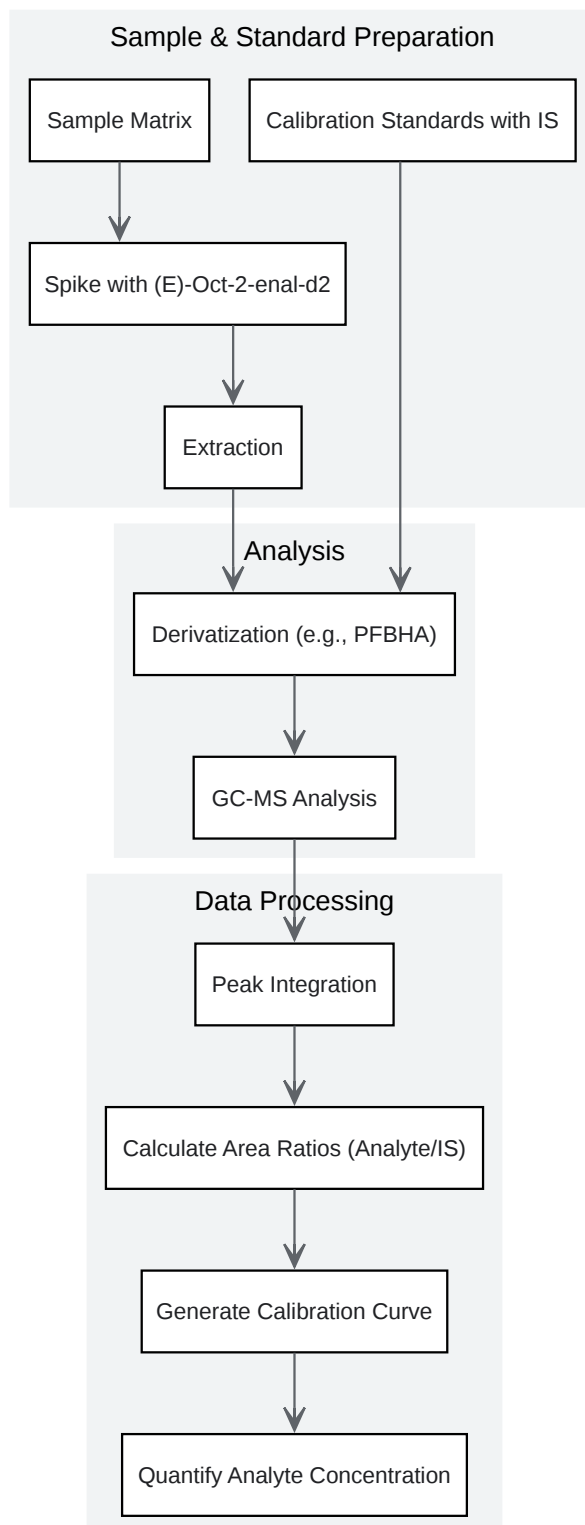 Sample & Standard Preparation
Sample Matrix
Calibration Standards with IS
Spike with (E)-Oct-2-enal-d2
Extraction
Analysis
Derivatization (e.g., PFBHA)
GC-MS Analysis
Data Processing
Peak Integration
Calculate Area Ratios (Analyte/IS)
Generate Calibration Curve
Quantify Analyte Concentration